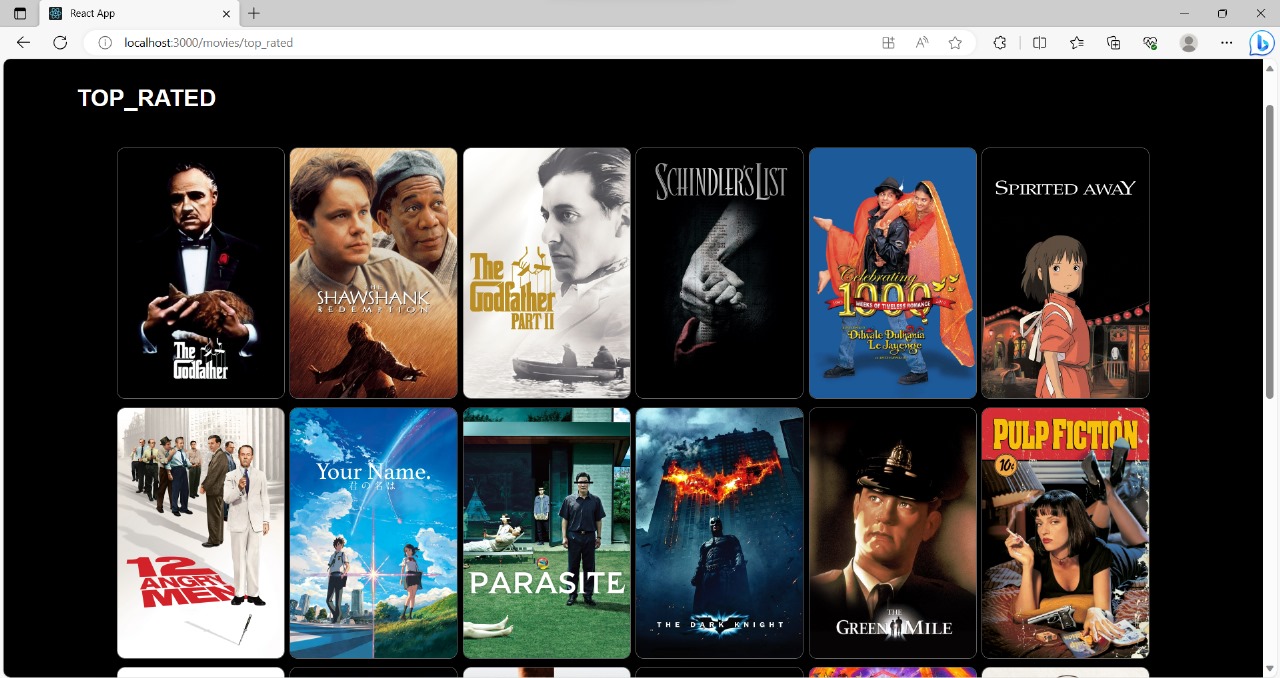 React App
localhost:3000/movies/top_rated
TOP_RATED
The
Godfather
THE
SHAWSHANK
REDEMPTION
The
Godfather
PART II
SCHINDLER'S LIST
Celebrating
1000
WEEKS OF TIMELESS ROMANCE
Dilwale Dulhania
Le Jayenge
SPIRITED AWAY
12
ANGRY
MEN
Your Name.
君の名は
PARASITE
THE DARK KNIGHT
THE
GREEN MILE
PULP FICTION
10¢